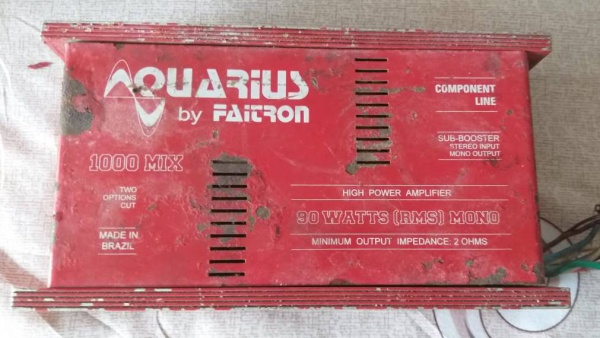 AQUARIUS
by FAITRON
1000 MIX
TWO
OPTIONS
CUT
MADE IN
BRAZIL
COMPONENT
LINE
SUB-BOOSTER
STEREO INPUT
MONO OUTPUT
HIGH POWER AMPLIFIER
90 WATTS (RMS) MONO
MINIMUM OUTPUT IMPEDANCE: 2 OHMS